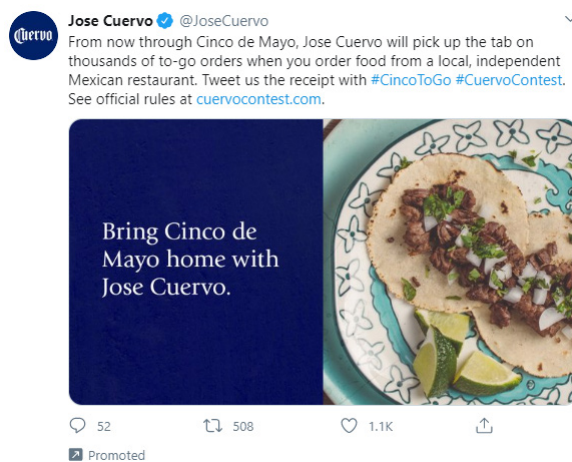 Cuervo
Jose Cuervo @JoseCuervo
From now through Cinco de Mayo, Jose Cuervo will pick up the tab on
thousands of to-go orders when you order food from a local, independent
Mexican restaurant. Tweet us the receipt with #CincoToGo #CuervoContest.
See official rules at cuervocontest.com.
Bring Cinco de
Mayo home with
Jose Cuervo.
52 508 1.1K
Promoted